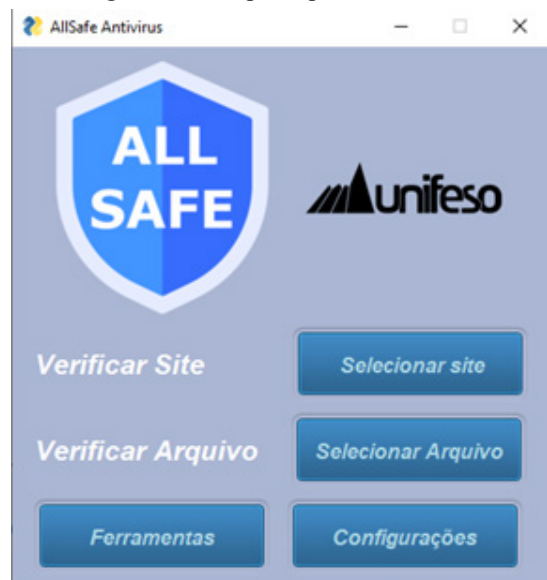 AllSafe Antivirus
ALL
SAFE
unifeso
Verificar Site
Selecionar site
Verificar Arquivo
Selecionar Arquivo
Ferramentas
Configurações